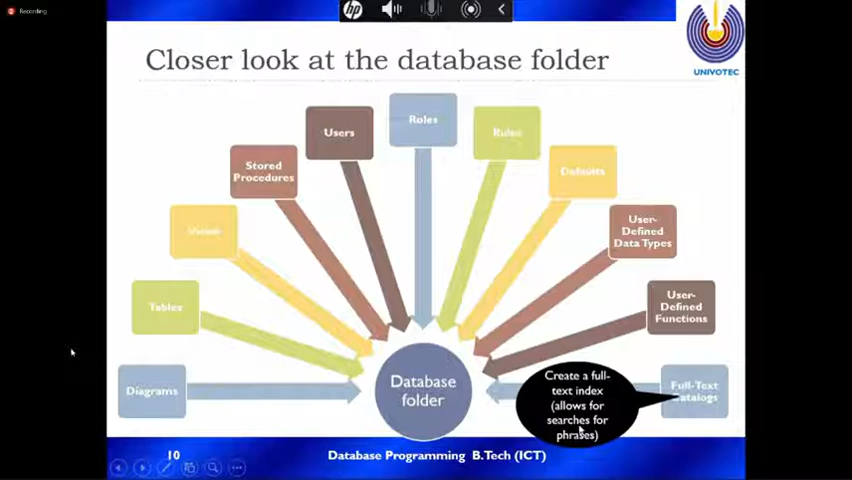 Recording
hp
UNIVOTEC
Closer look at the database folder
Diagrams
Tables
Views
Stored
Procedures
Users
Roles
Rules
Defaults
User-
Defined
Data Types
User-
Defined
Functions
Full-Text
Catalogs
Database
folder
Create a full-
text index
(allows for
searches for
phrases)
10
Database Programming B.Tech (ICT)